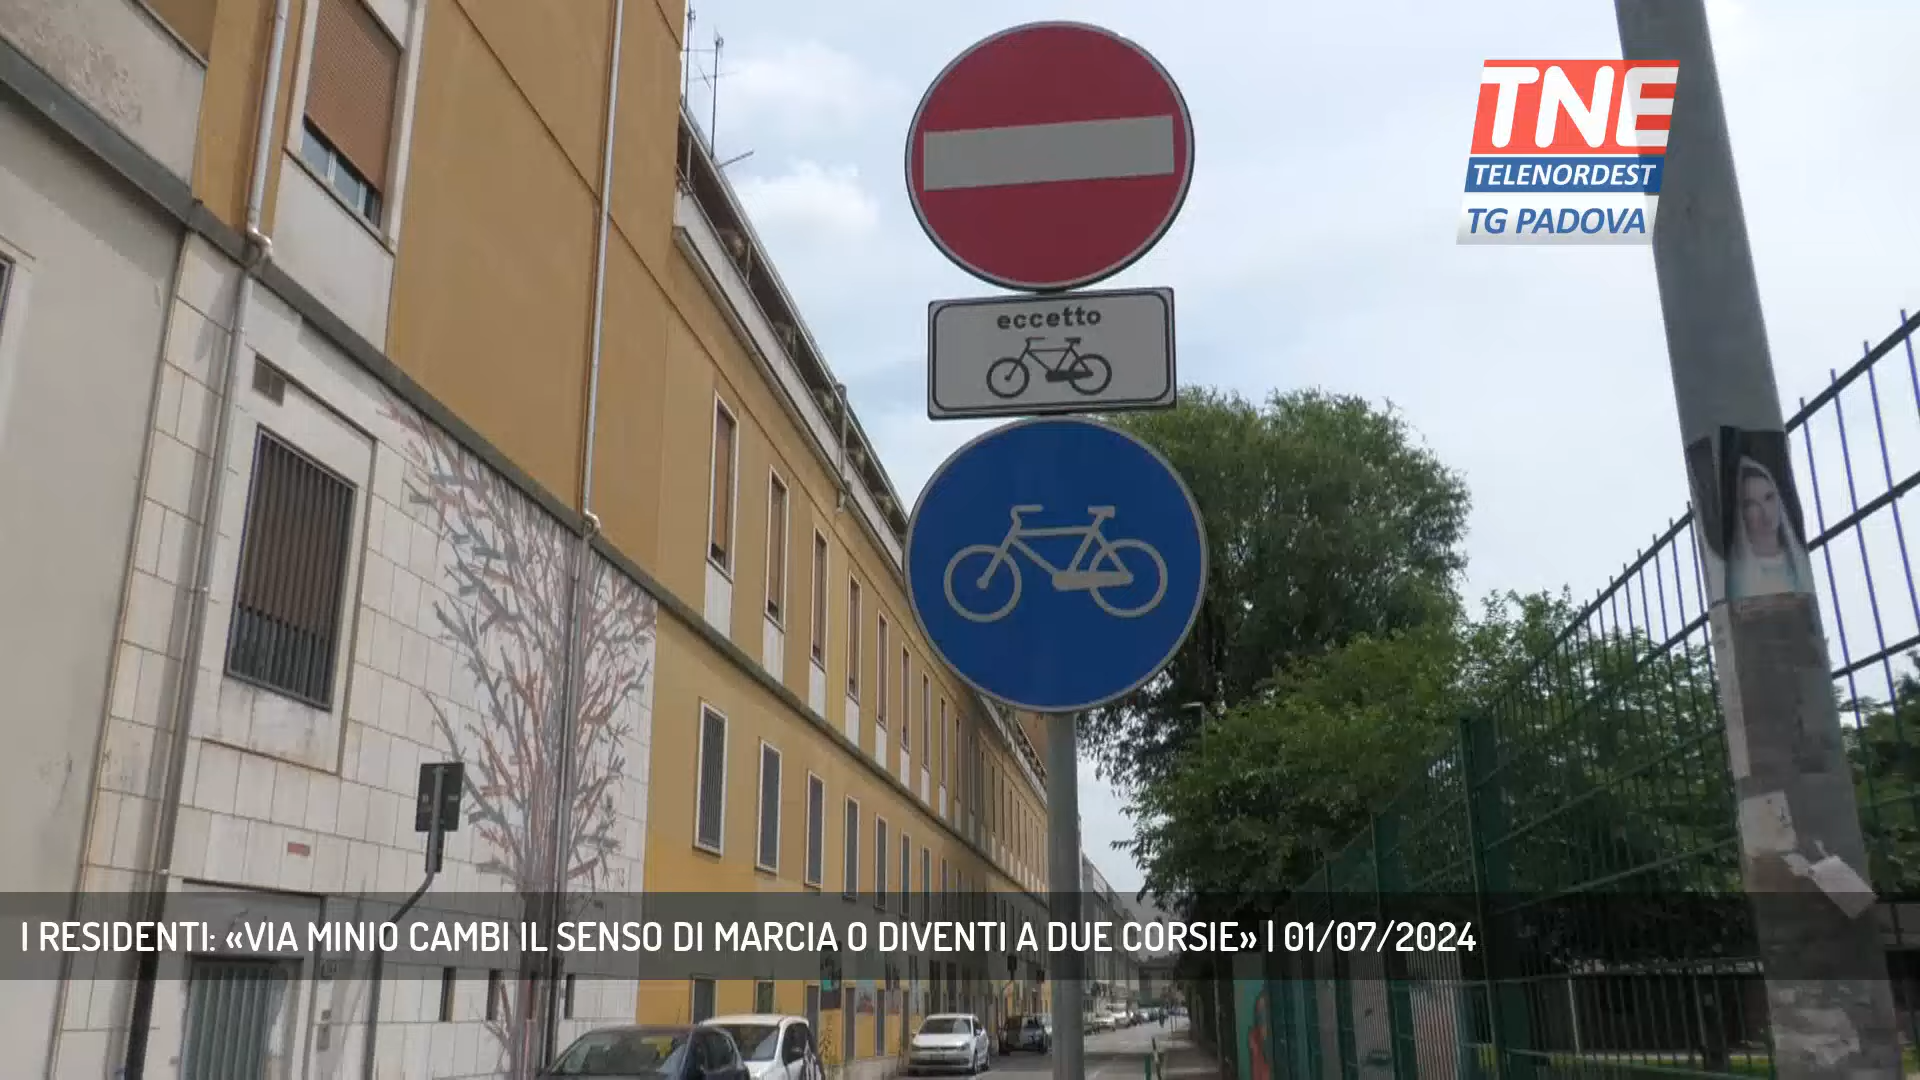 TNE
TELENORDEST
TG PADOVA
eccetto
I RESIDENTI: «VIA MINIO CAMBI IL SENSO DI MARCIA O DIVENTI A DUE CORSIE» | 01/07/2024